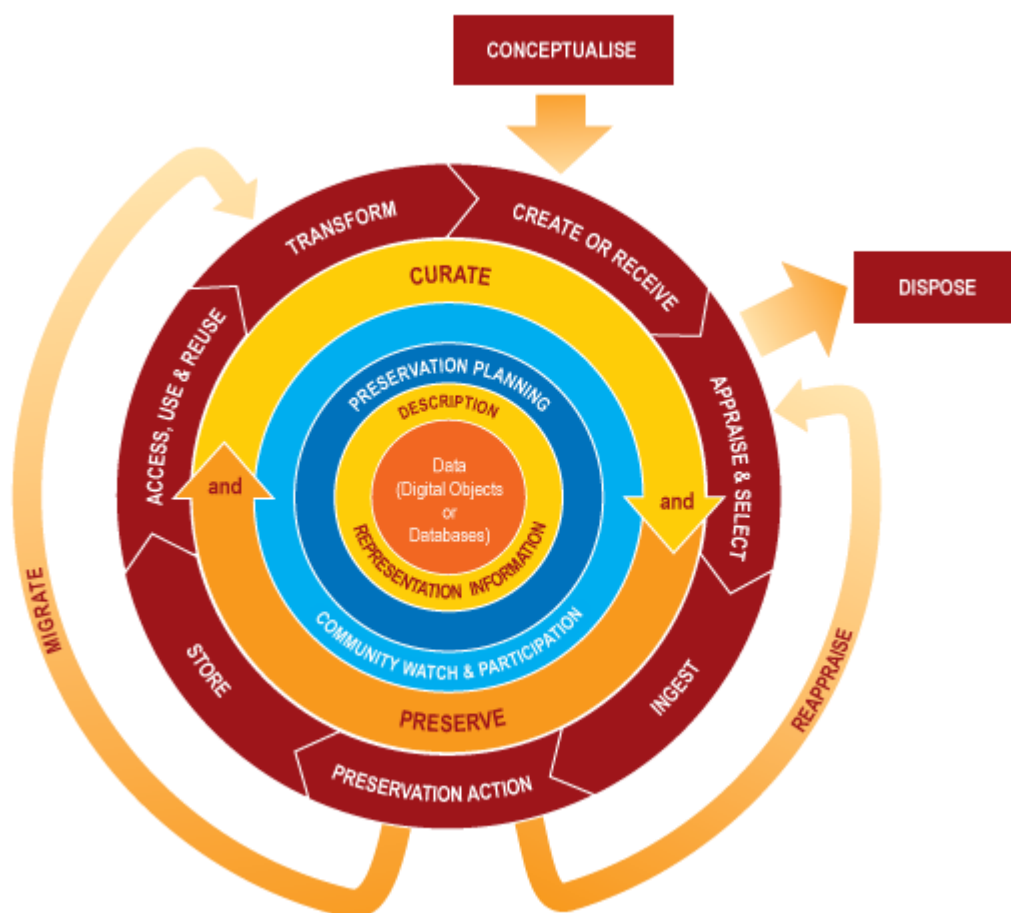 CONCEPTUALISE
CREATE OR RECEIVE
TRANSFORM
DISPOSE
CURATE
ACCESS, USE & REUSE
APPRAISE & SELECT
PRESERVATION PLANNING
DESCRIPTION
Data
(Digital Objects
or
Databases)
and
and
REPRESENTATION INFORMATION
COMMUNITY WATCH & PARTICIPATION
MIGRATE
STORE
INGEST
REAPPRAISE
PRESERVE
PRESERVATION ACTION